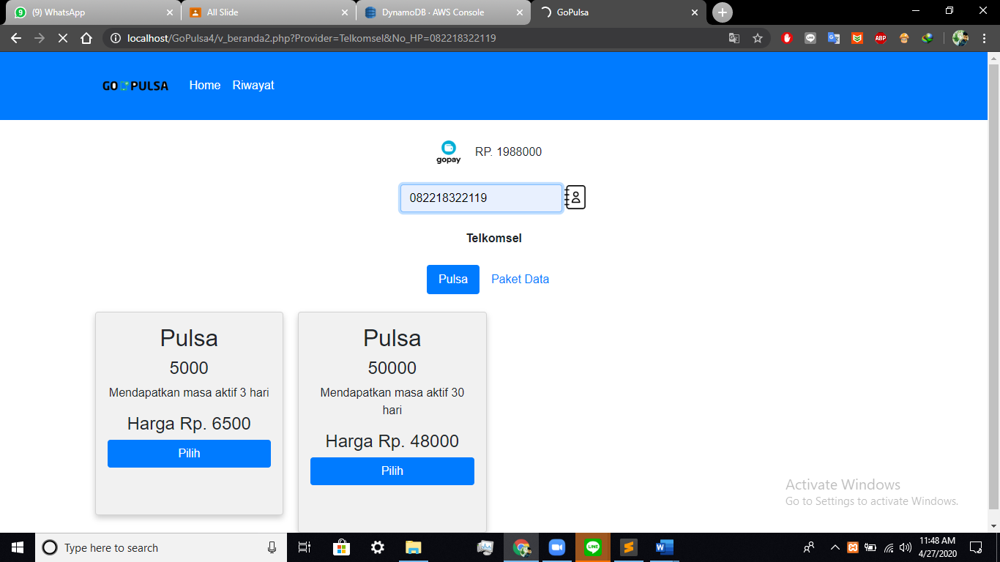 (9) WhatsApp
All Slide
DynamoDB · AWS Console
GoPulsa
localhost/GoPulsa4/v_beranda2.php?Provider=Telkomsel&No_HP=082218322119
GO PULSA
Home
Riwayat
gopay
RP. 1988000
082218322119
Telkomsel
Pulsa
Paket Data
Pulsa
5000
Mendapatkan masa aktif 3 hari
Harga Rp. 6500
Pilih
Pulsa
50000
Mendapatkan masa aktif 30
hari
Harga Rp. 48000
Pilih
Activate Windows
Go to Settings to activate Windows.
Type here to search
11:48 AM
4/27/2020